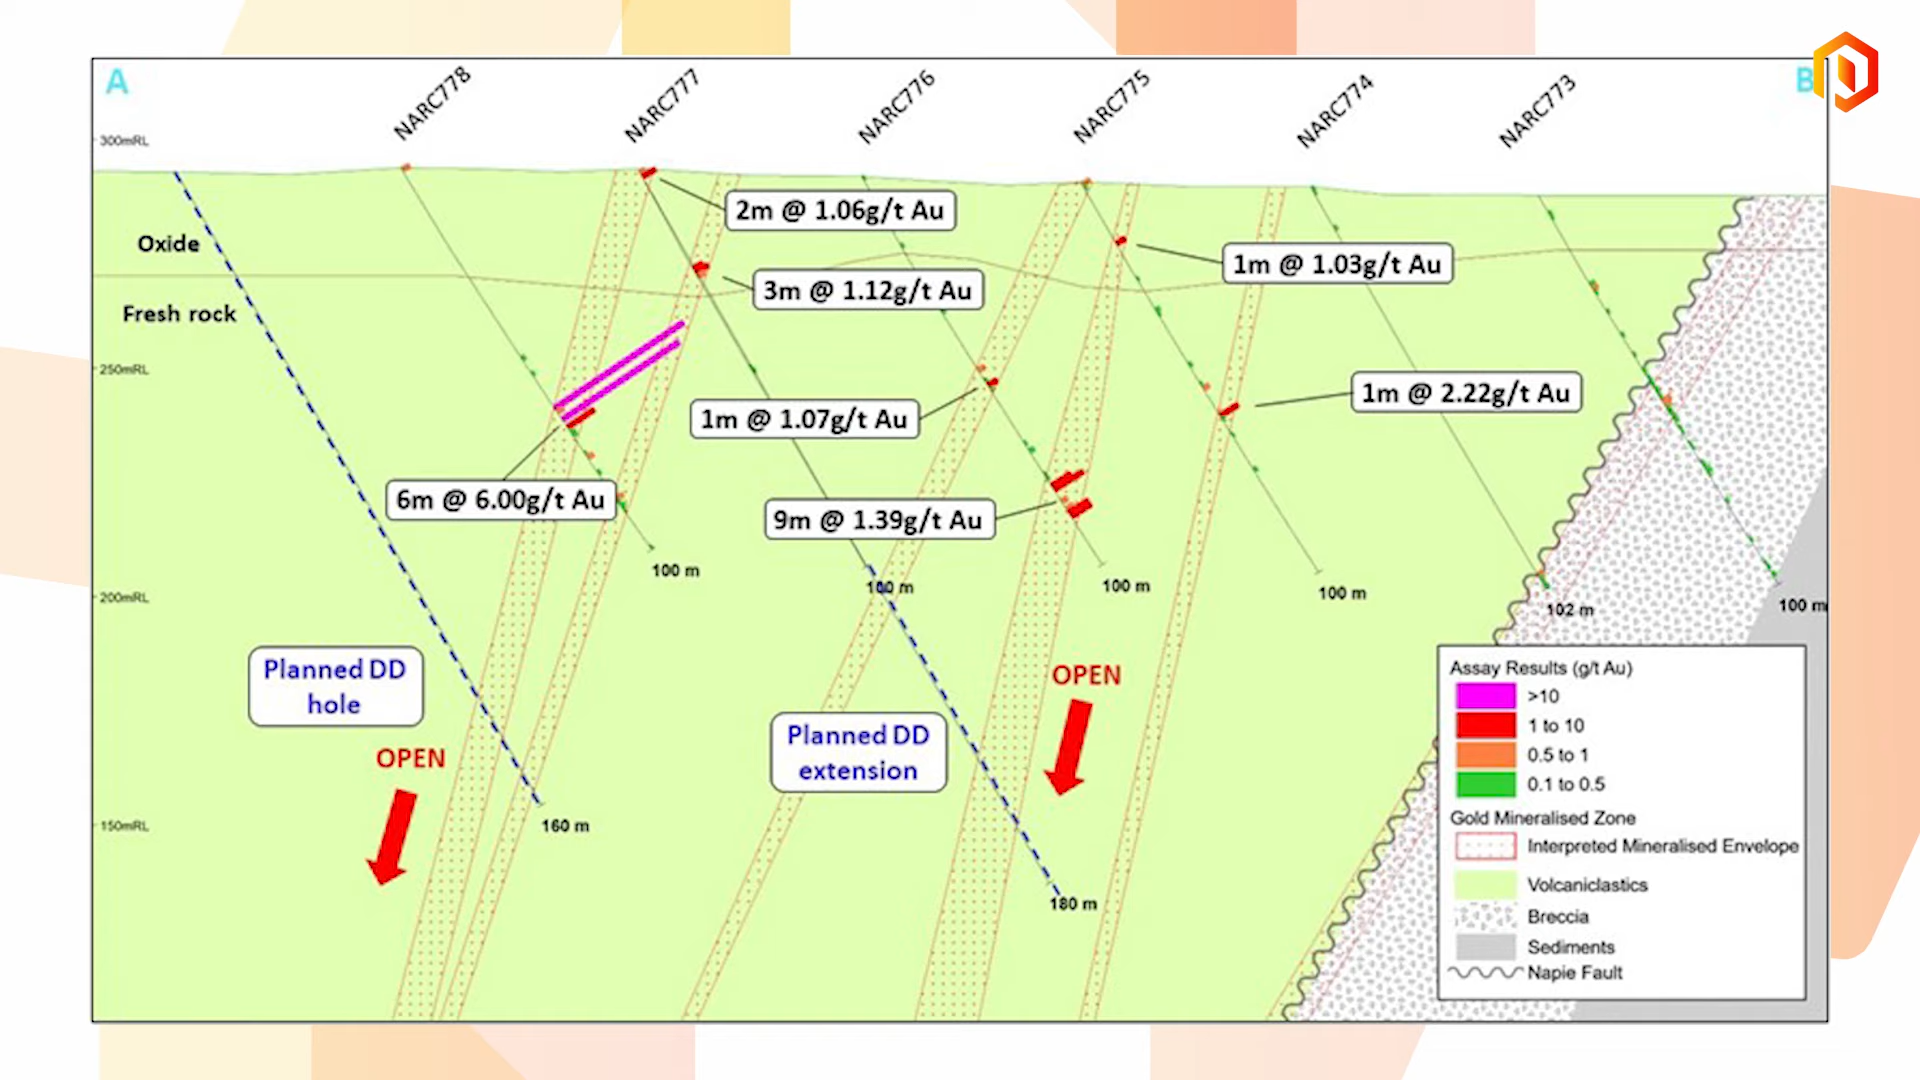 A
NARC778
NARC777
NARC776
NARC775
NARC774
NARC773
B
300mRL
2m @ 1.06g/t Au
Oxide
1m @ 1.03g/t Au
3m @ 1.12g/t Au
Fresh rock
250mRL
1m @ 2.22g/t Au
1m @ 1.07g/t Au
6m @ 6.00g/t Au
9m @ 1.39g/t Au
100 m
100 m
100 m
100 m
102 m
100 m
200mRL
Planned DD
hole
OPEN
OPEN
Planned DD
extension
150mRL
160 m
180 m
Assay Results (g/t Au)
>10
1 to 10
0.5 to 1
0.1 to 0.5
Gold Mineralised Zone
Interpreted Mineralised Envelope
Volcaniclastics
Breccia
Sediments
Napie Fault